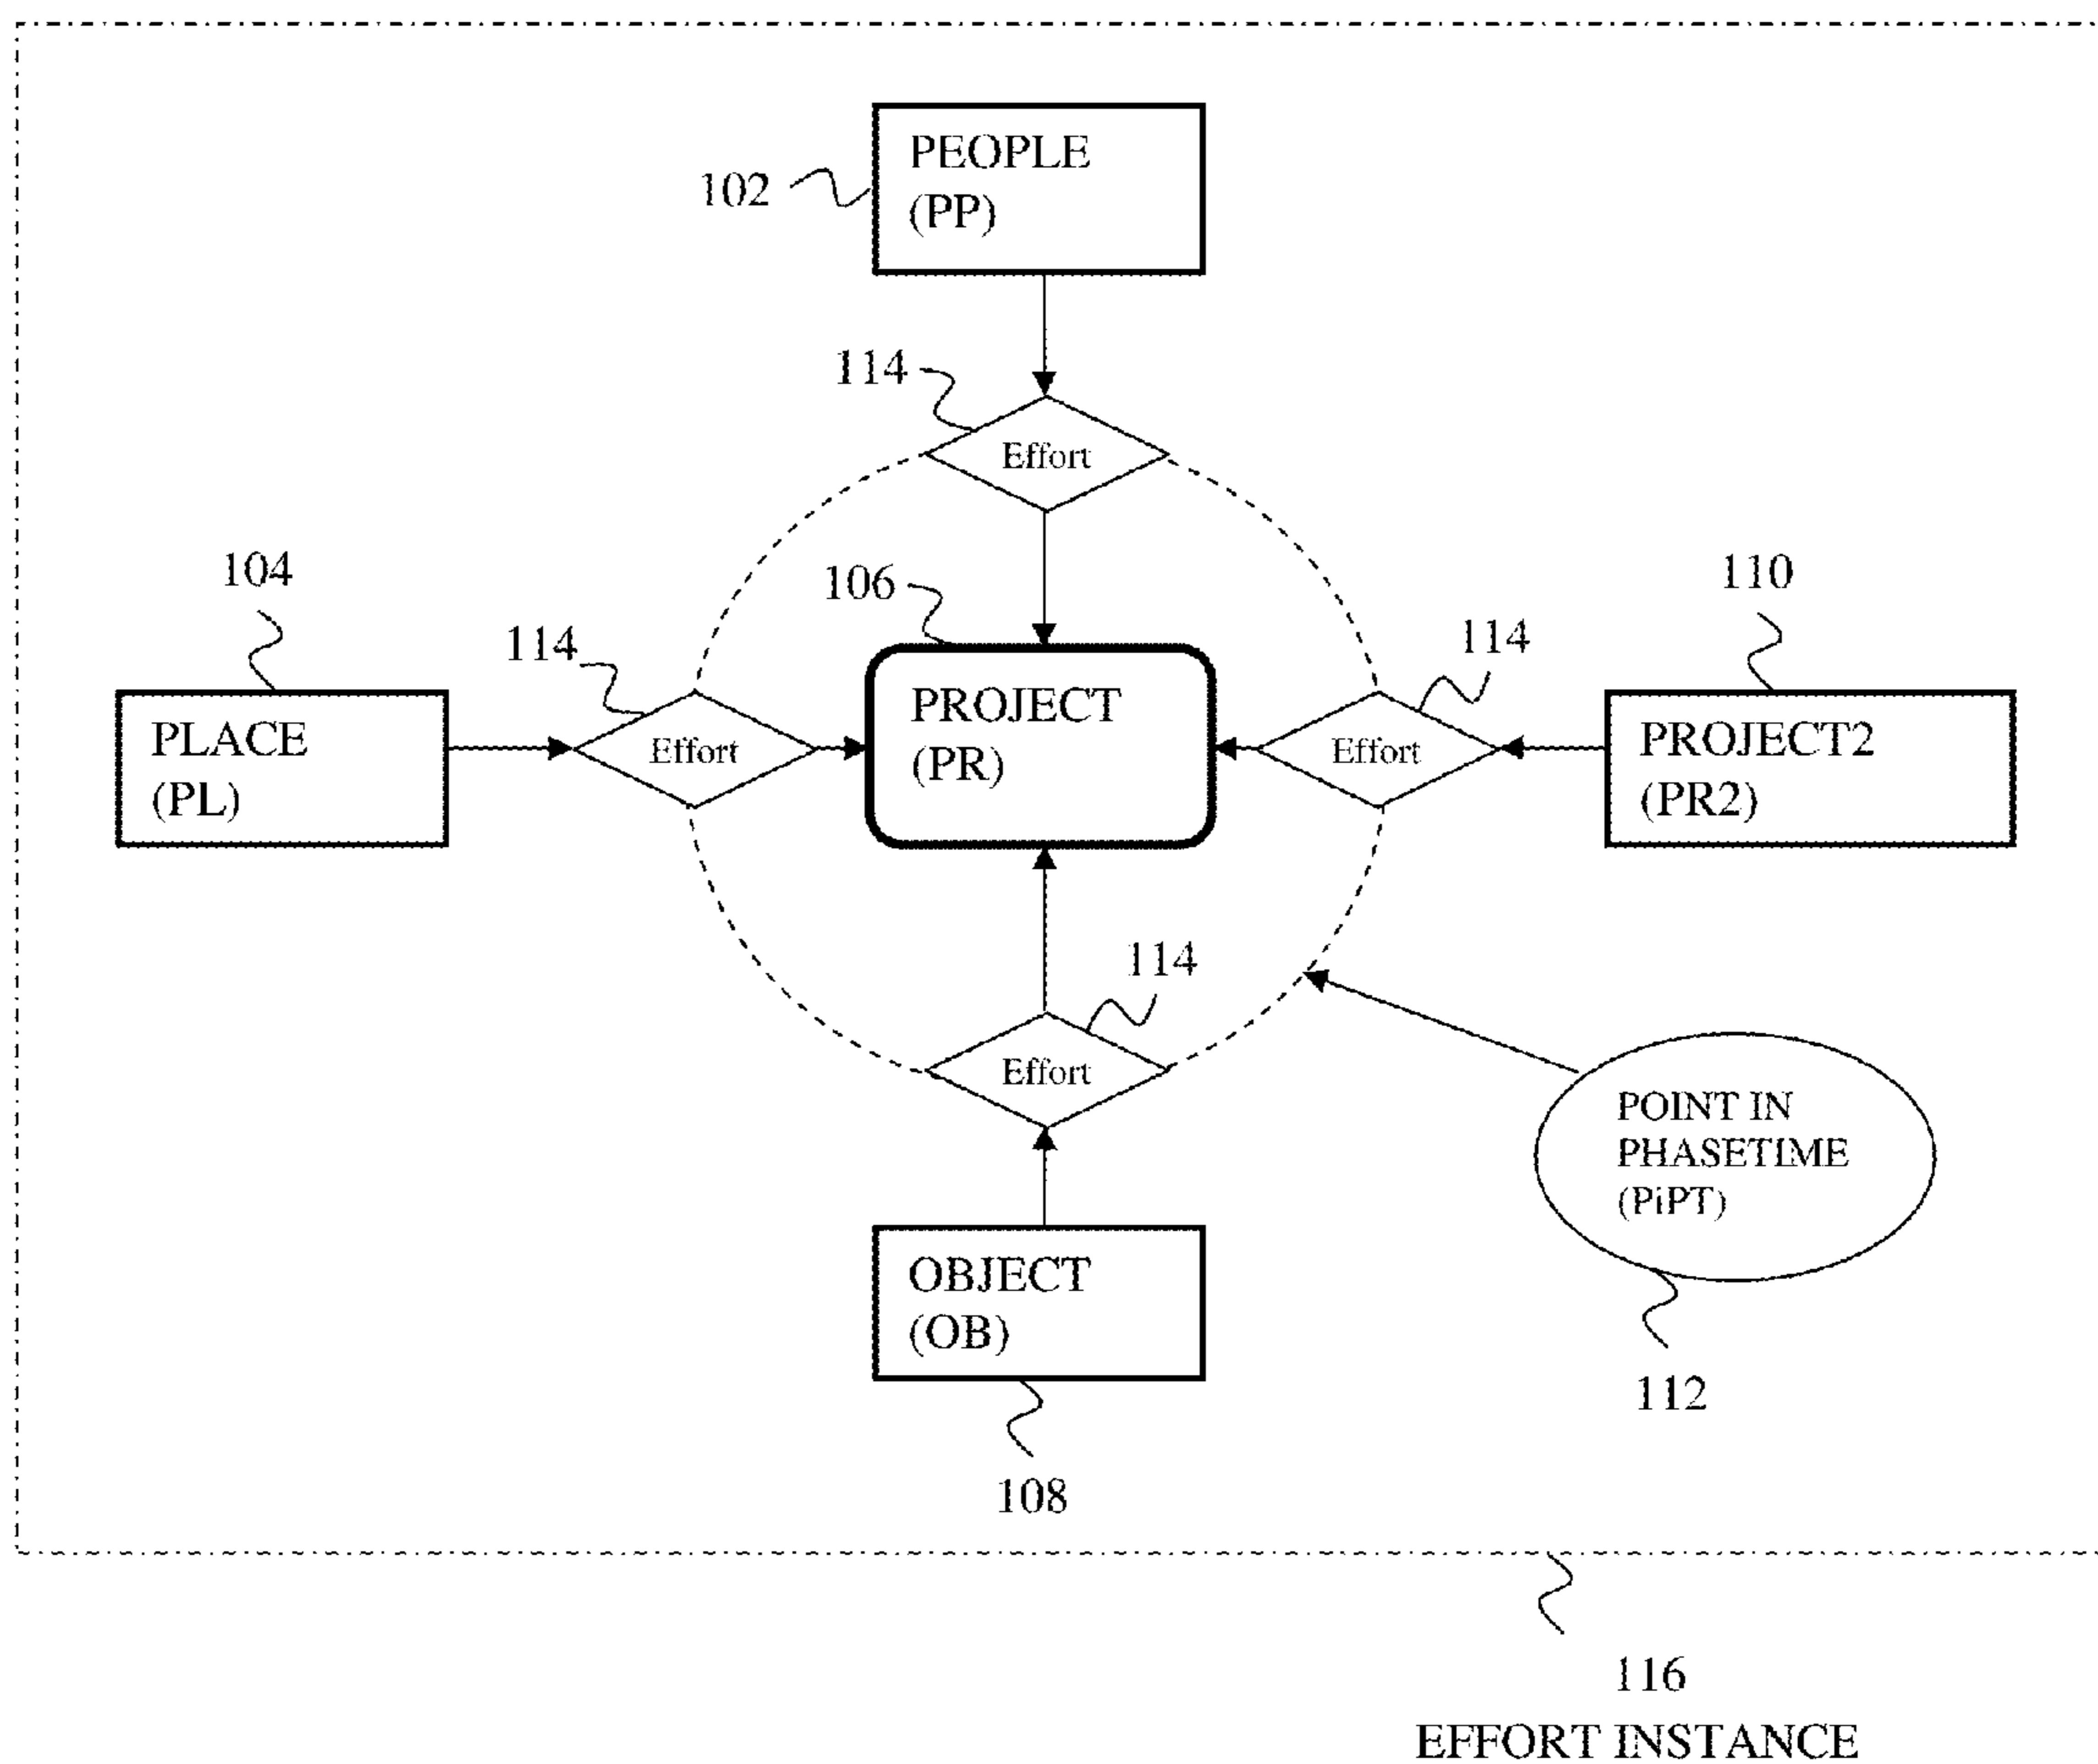 PEOPLE
(PP)
102
114
Effort
104
106
110
114
114
PLACE
(PL)
Effort
PROJECT
(PR)
Effort
PROJECT2
(PR2)
114
Effort
POINT IN
PHASETIME
(PiPT)
OBJECT
(OB)
112
108
116
EFFORT INSTANCE